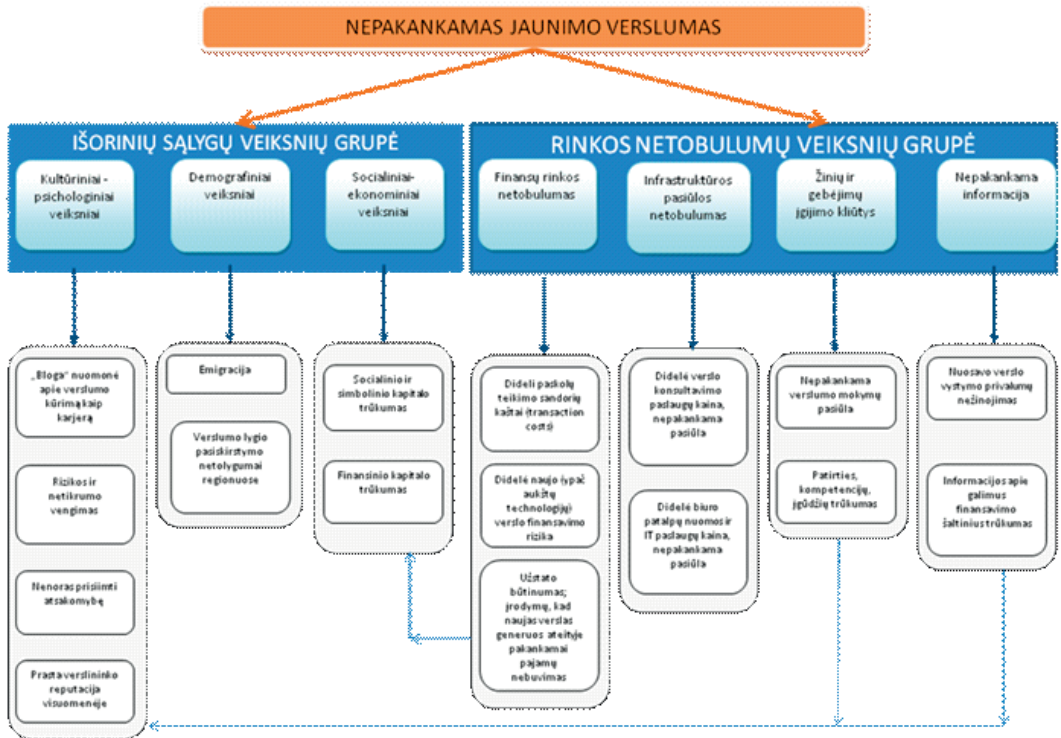 NEPAKANKAMAS JAUNIMO VERSLUMAS
IŠORINIŲ SĄLYGŲ VEIKSNIŲ GRUPĖ
Kultūriniai -
psichologiniai
veiksniai
Demografiniai
veiksniai
Socialiniai-
ekonominiai
veiksniai
RINKOS NETOBULUMŲ VEIKSNIŲ GRUPĖ
Finansų rinkos
netobulumas
Infrastruktūros
pasiūlos
netobulumas
Žinių ir
gebėjimų
įgijimo kliūtys
Nepakankama
informacija
„Bloga“ nuomonė
apie verslumo
kūrimą kaip
karjerą
Rizikos ir
netikrumo
vengimas
Nenoras prisiimti
atsakomybę
Prasta verslininko
reputacija
visuomenėje
Emigracija
Verslumo lygio
pasiskirstymo
netolygumai
regionuose
Socialinio ir
simbolinio kapitalo
trūkumas
Finansinio kapitalo
trūkumas
Dideli paskolų
teikimo sandorių
kaštai (transaction
costs)
Didelė naujo (ypač
aukštų
technologijų)
verslo finansavimo
rizika
Užstato
būtinumas;
įrodymų, kad
naujas verslas
generuos ateityje
pakankamai
pajamų
nebuvimas
Didelė verslo
konsultavimo
paslaugų kaina,
nepakankama
pasiūla
Didelė biuro
patalpų nuomos ir
IT paslaugų kaina,
nepakankama
pasiūla
Nepakankama
verslumo mokymų
pasiūla
Patirties,
kompetencijų,
įgūdžių trūkumas
Nuosavo verslo
vystymo privalumų
nežinojimas
Informacijos apie
galimus
finansavimo
šaltinius trūkumas